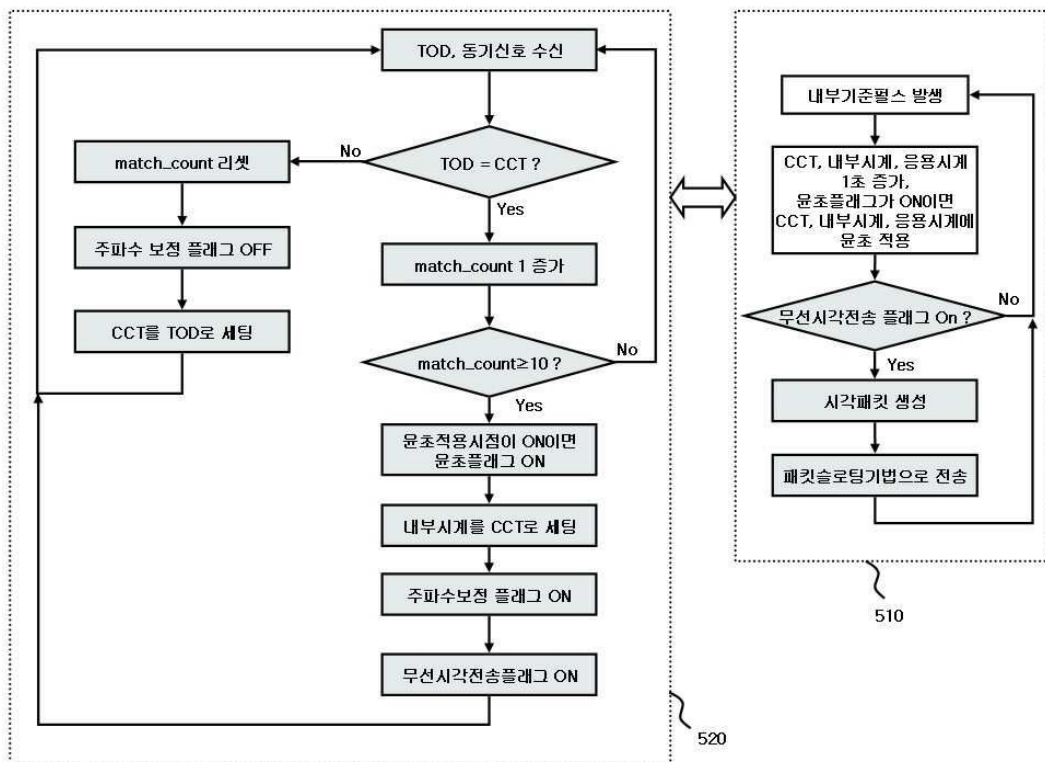 TOD, 동기신호 수신
TOD = CCT ?
No
Yes
match_count 리셋
주파수 보정 플래그 OFF
CCT를 TOD로 세팅
match_count 1 증가
match_count≥10 ?
No
Yes
윤초적용시점이 ON이면
윤초플래그 ON
내부시계를 CCT로 세팅
주파수보정 플래그 ON
무선시각전송플래그 ON
520
내부기준펄스 발생
CCT, 내부시계, 응용시계
1초 증가,
윤초플래그가 ON이면
CCT, 내부시계, 응용시계에
윤초 적용
무선시각전송 플래그 On ?
No
Yes
시각패킷 생성
패킷슬로팅기법으로 전송
510